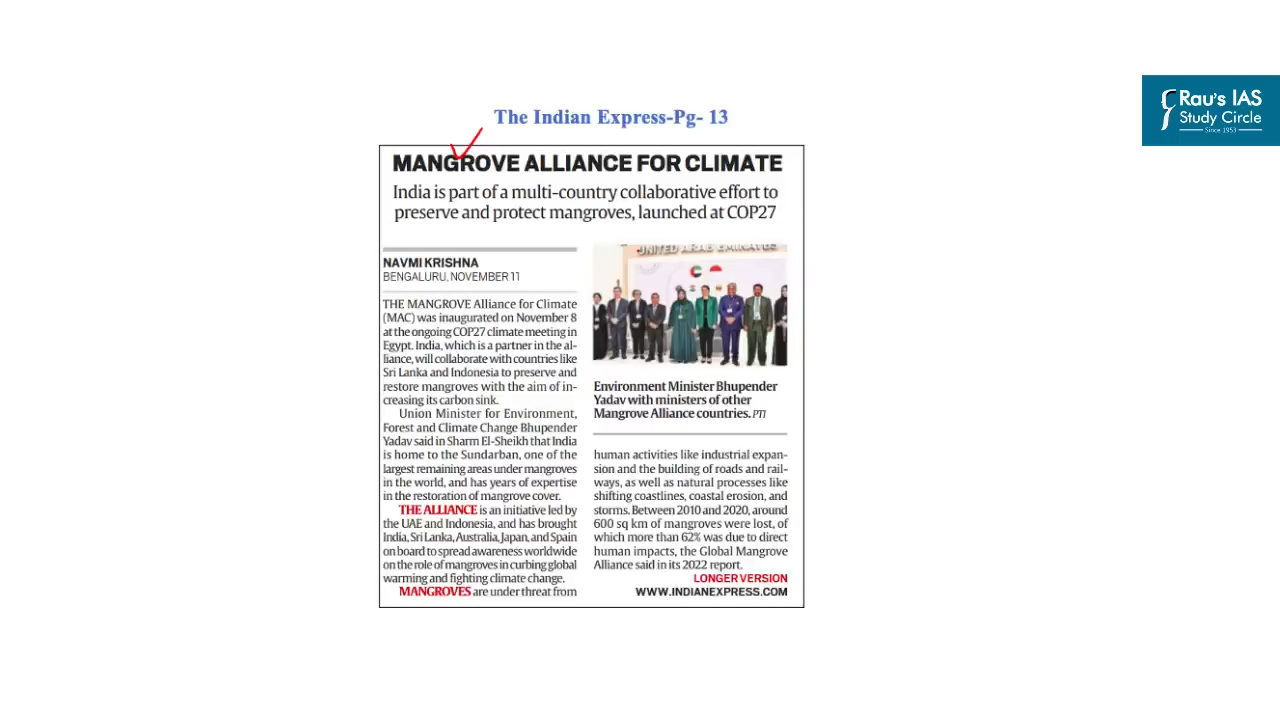 The Indian Express-Pg- 13
Rau's IAS
Study Circle
Since 1953
MANGROVE ALLIANCE FOR CLIMATE
India is part of a multi-country collaborative effort to
preserve and protect mangroves, launched at COP27
NAVMI KRISHNA
BENGALURU, NOVEMBER 11
THE MANGROVE Alliance for Climate
(MAC) was inaugurated on November 8
at the ongoing COP27 climate meeting in
Egypt. India, which is a partner in the al-
liance, will collaborate with countries like
Sri Lanka and Indonesia to preserve and
restore mangroves with the aim of in-
creasing its carbon sink.
Union Minister for Environment,
Forest and Climate Change Bhupender
Yadav said in Sharm El-Sheikh that India
is home to the Sundarban, one of the
largest remaining areas under mangroves
in the world, and has years of expertise
in the restoration of mangrove cover.
THE ALLIANCE is an initiative led by
the UAE and Indonesia, and has brought
India, Sri Lanka, Australia, Japan, and Spain
on board to spread awareness worldwide
on the role of mangroves in curbing global
warming and fighting climate change.
MANGROVES are under threat from
UNITED ARAB EMIRATES
Environment Minister Bhupender
Yadav with ministers of other
Mangrove Alliance countries. PTI
human activities like industrial expan-
sion and the building of roads and rail-
ways, as well as natural processes like
shifting coastlines, coastal erosion, and
storms. Between 2010 and 2020, around
600 sq km of mangroves were lost, of
which more than 62% was due to direct
human impacts, the Global Mangrove
Alliance said in its 2022 report.
LONGER VERSION
WWW.INDIANEXPRESS.COM